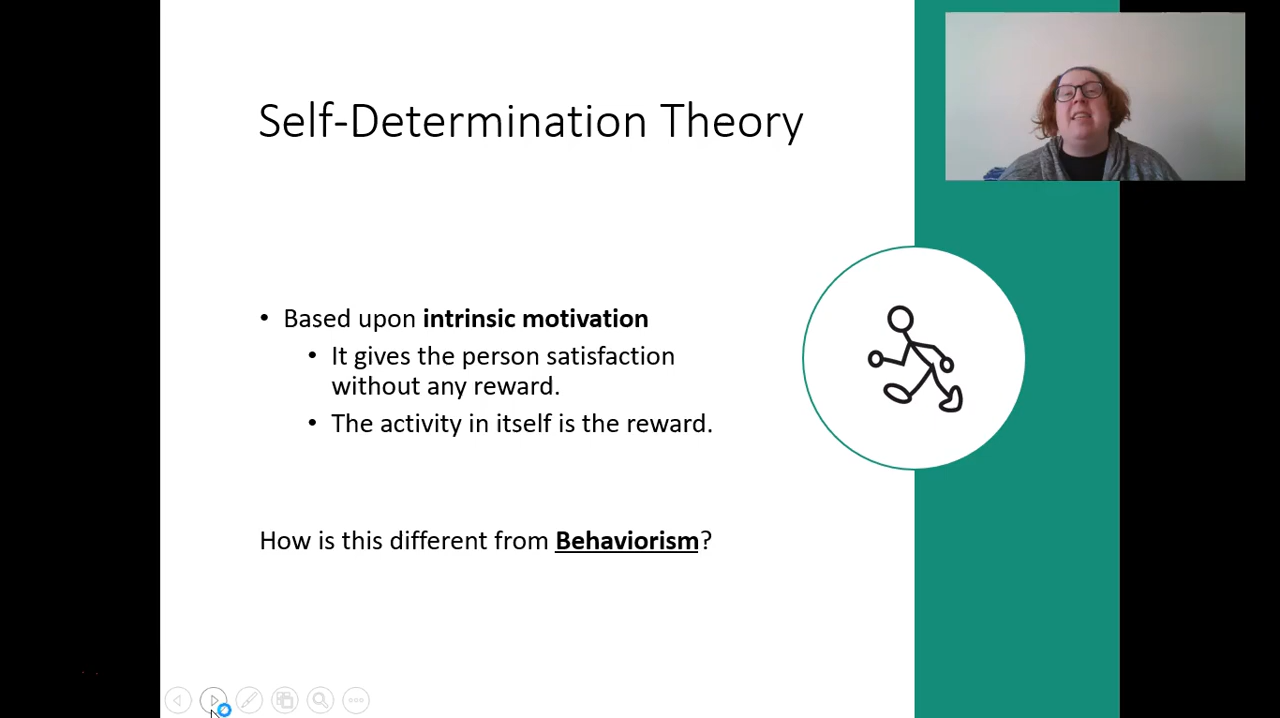 Self-Determination Theory
• Based upon intrinsic motivation
• It gives the person satisfaction
without any reward.
• The activity in itself is the reward.
How is this different from Behaviorism?